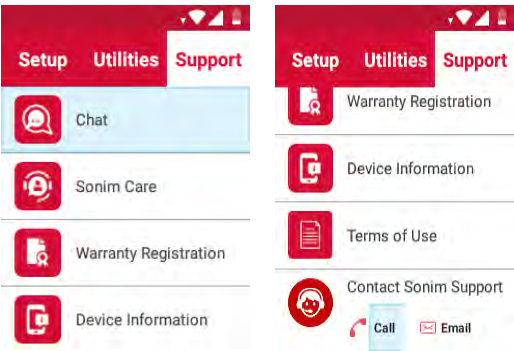 Setup Utilities Support
Chat
Sonim Care
Warranty Registration
Device Information
Setup Utilities Support
Warranty Registration
Device Information
Terms of Use
Contact Sonim Support
Call Email